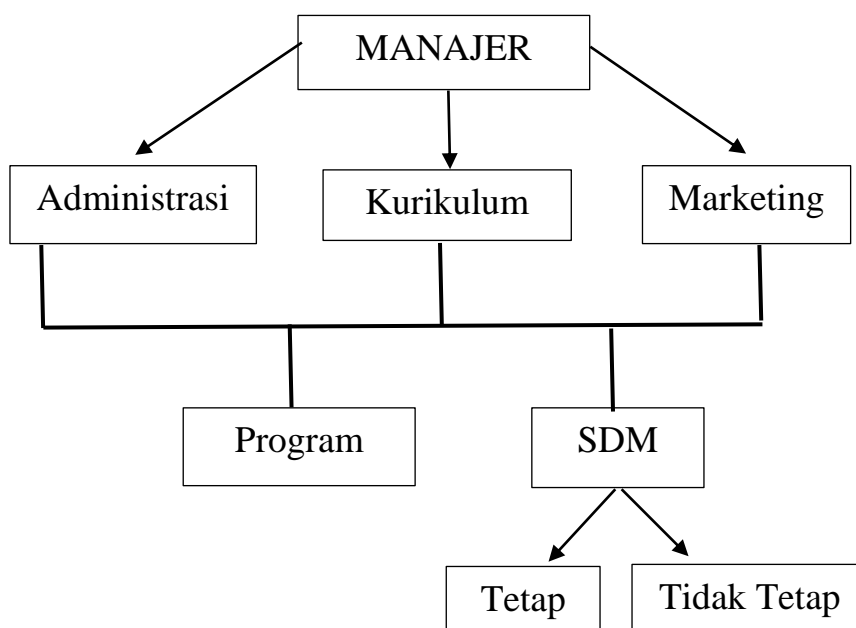 MANAJER
Administrasi
Kurikulum
Marketing
Program
SDM
Tetap
Tidak Tetap